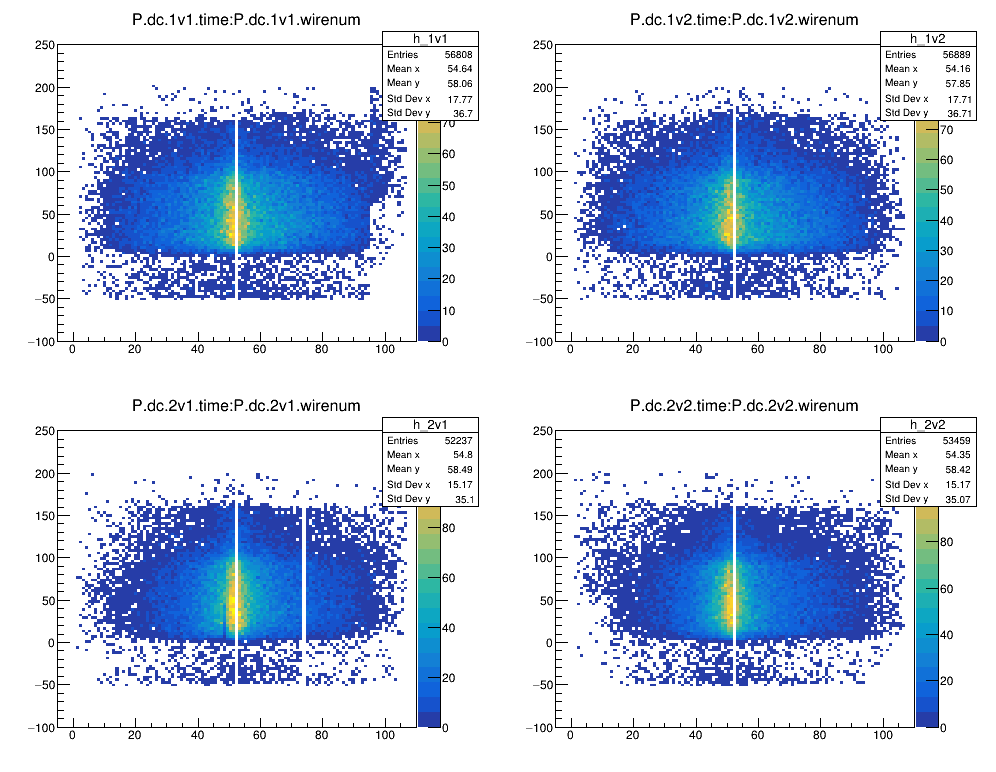 P.dc.1v1.time:P.dc.1v1.wirenum
h_1v1
Entries 56808
Mean x 54.64
Mean y 58.06
Std Dev x 17.77
Std Dev y 36.7
250
200
150
100
50
0
−50
−100
0 20 40 60 80 100
70
60
50
40
30
20
10
0
P.dc.1v2.time:P.dc.1v2.wirenum
h_1v2
Entries 56889
Mean x 54.16
Mean y 57.85
Std Dev x 17.71
Std Dev y 36.71
250
200
150
100
50
0
−50
−100
0 20 40 60 80 100
70
60
50
40
30
20
10
0
P.dc.2v1.time:P.dc.2v1.wirenum
h_2v1
Entries 52237
Mean x 54.8
Mean y 58.49
Std Dev x 15.17
Std Dev y 35.1
250
200
150
100
50
0
−50
−100
0 20 40 60 80 100
80
60
40
20
0
P.dc.2v2.time:P.dc.2v2.wirenum
h_2v2
Entries 53459
Mean x 54.35
Mean y 58.42
Std Dev x 15.17
Std Dev y 35.07
250
200
150
100
50
0
−50
−100
0 20 40 60 80 100
80
60
40
20
0